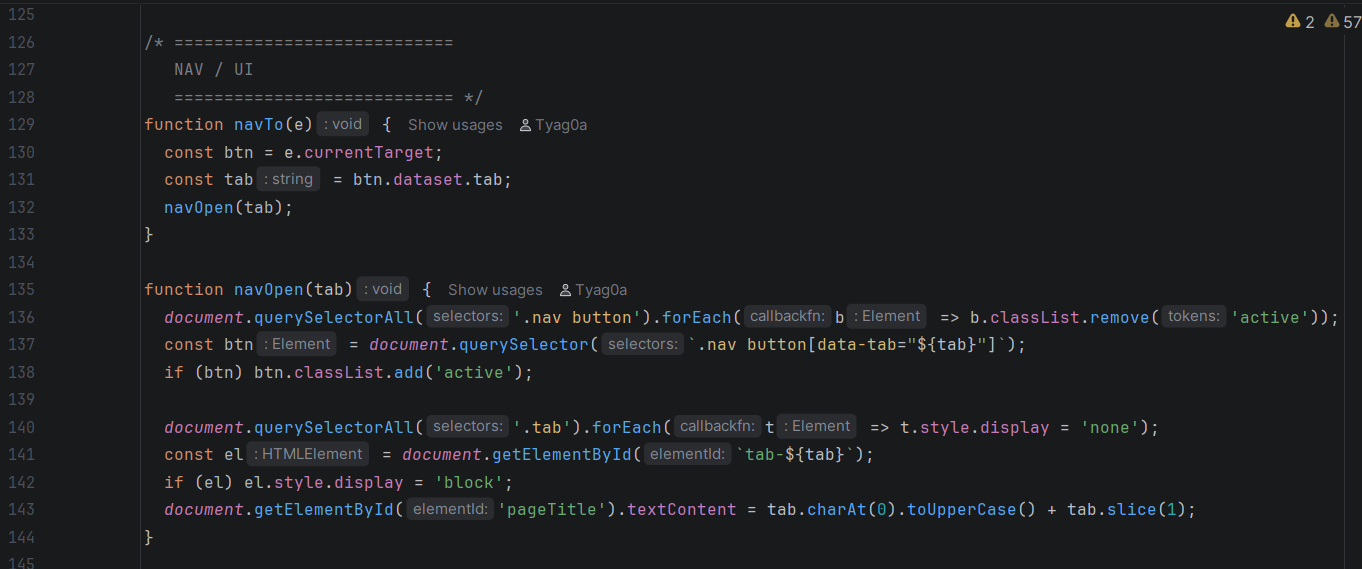 125
⚠ 2 ⚠ 57
126 /* ============================
127 NAV / UI
128 ============================ */
129 function navTo(e) : void { Show usages Tyag0a
130 const btn = e.currentTarget;
131 const tab : string = btn.dataset.tab;
132 navOpen(tab);
133 }
134
135 function navOpen(tab) : void { Show usages Tyag0a
136 document.querySelectorAll( selectors: '.nav button').forEach( callbackfn: b : Element => b.classList.remove( tokens: 'active'));
137 const btn : Element = document.querySelector( selectors: `.nav button[data-tab="${tab}"]`);
138 if (btn) btn.classList.add('active');
139
140 document.querySelectorAll( selectors: '.tab').forEach( callbackfn: t : Element => t.style.display = 'none');
141 const el : HTMLElement = document.getElementById( elementId: `tab-${tab}`);
142 if (el) el.style.display = 'block';
143 document.getElementById( elementId: 'pageTitle').textContent = tab.charAt(0).toUpperCase() + tab.slice(1);
144 }
145